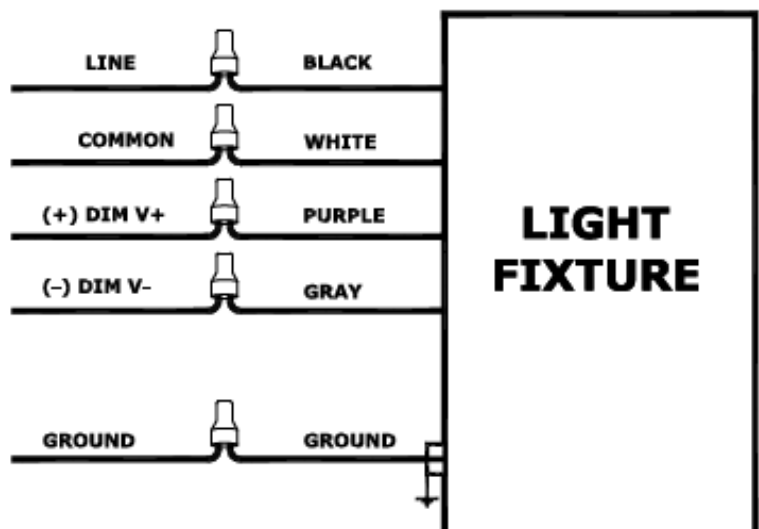 LINE BLACK
COMMON WHITE
(+) DIM V+ PURPLE
(–) DIM V– GRAY
GROUND GROUND
LIGHT
FIXTURE